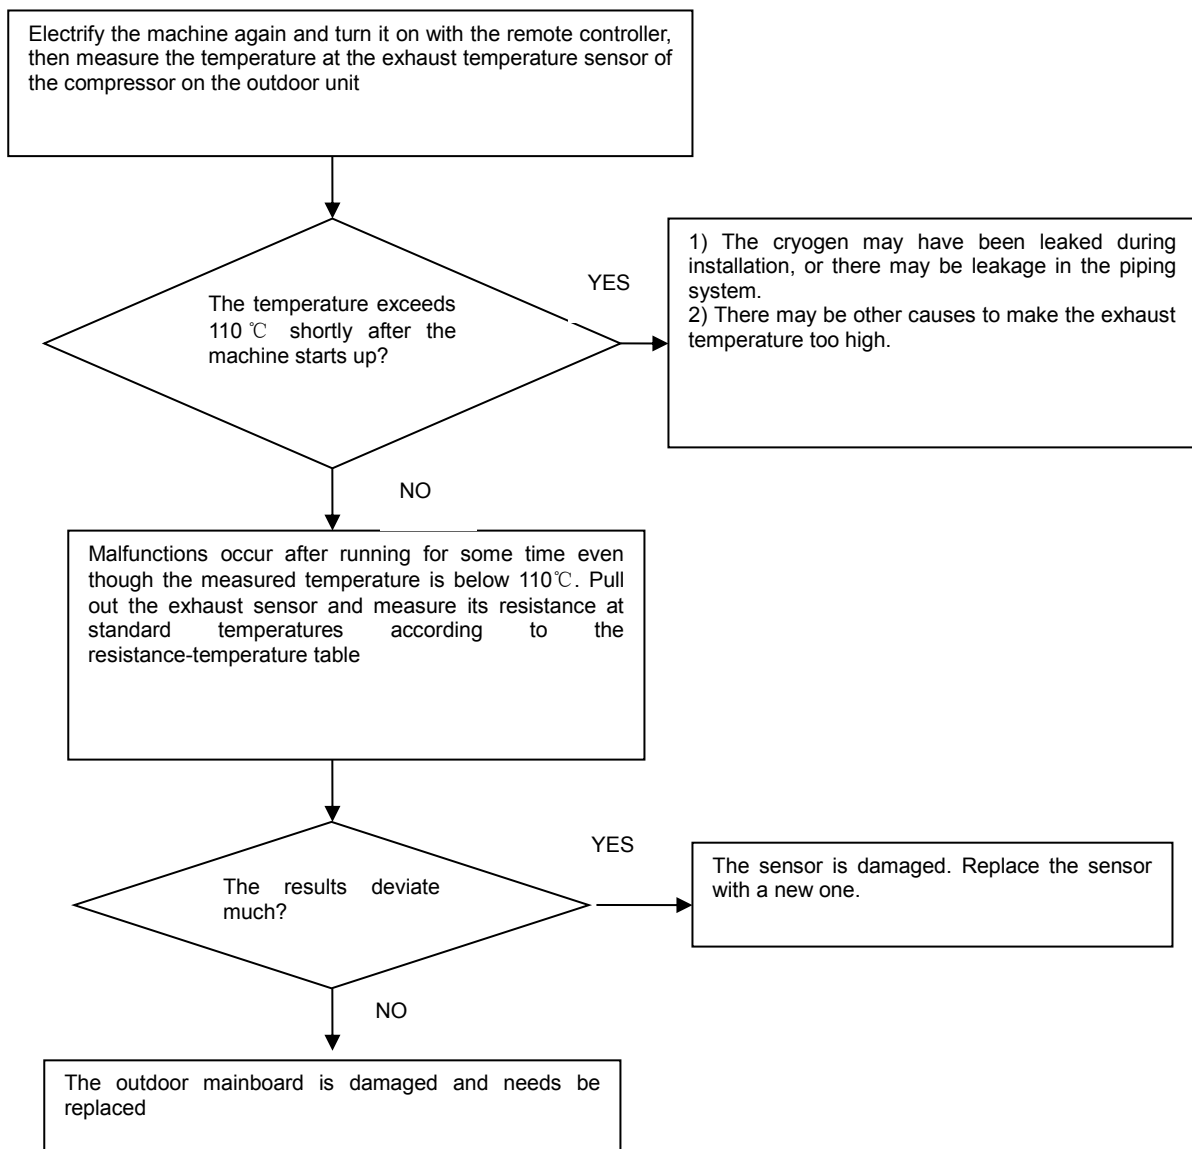 Electrify the machine again and turn it on with the remote controller,
then measure the temperature at the exhaust temperature sensor of
the compressor on the outdoor unit
The temperature exceeds
110 ℃ shortly after the
machine starts up?
YES
1) The cryogen may have been leaked during
installation, or there may be leakage in the piping
system.
2) There may be other causes to make the exhaust
temperature too high.
NO
Malfunctions occur after running for some time even
though the measured temperature is below 110℃. Pull
out the exhaust sensor and measure its resistance at
standard temperatures according to the
resistance-temperature table
The results deviate
much?
YES
The sensor is damaged. Replace the sensor
with a new one.
NO
The outdoor mainboard is damaged and needs be
replaced